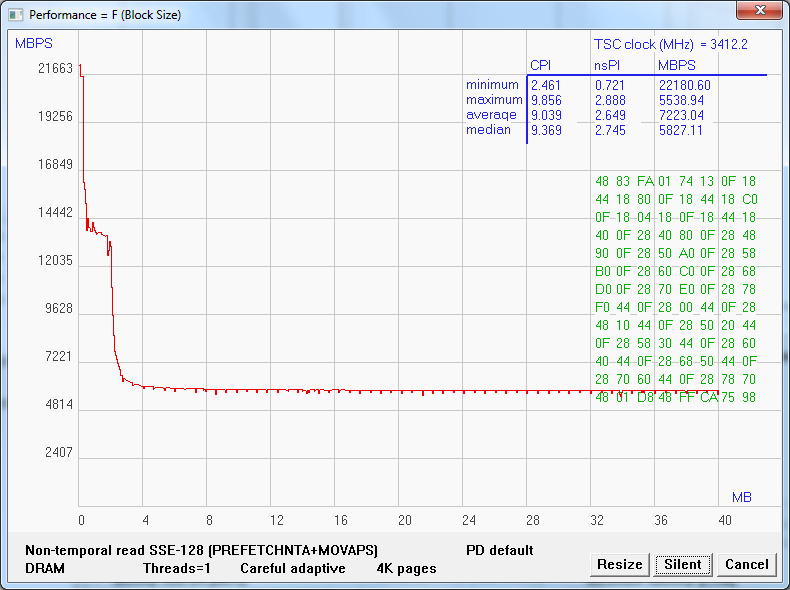 Performance = F (Block Size)
MBPS
TSC clock (MHz) = 3412.2
CPI nsPI MBPS
minimum 2.461 0.721 22180.60
maximum 9.856 2.888 5538.94
average 9.039 2.649 7223.04
median 9.369 2.745 5827.11
21663
19256
16849
14442
12035
9628
7221
4814
2407
48 83 FA 01 74 13 0F 18
44 18 80 0F 18 44 18 C0
0F 18 04 18 0F 18 44 18
40 0F 28 40 80 0F 28 48
90 0F 28 50 A0 0F 28 58
B0 0F 28 60 C0 0F 28 68
D0 0F 28 70 E0 0F 28 78
F0 44 0F 28 00 44 0F 28
48 10 44 0F 28 50 20 44
0F 28 58 30 44 0F 28 60
40 44 0F 28 68 50 44 0F
28 70 60 44 0F 28 78 70
48 01 D8 48 FF CA 75 98
MB
0 4 8 12 16 20 24 28 32 36 40
Non-temporal read SSE-128 (PREFETCHNTA+MOVAPS) PD default
DRAM Threads=1 Careful adaptive 4K pages
Resize Silent Cancel